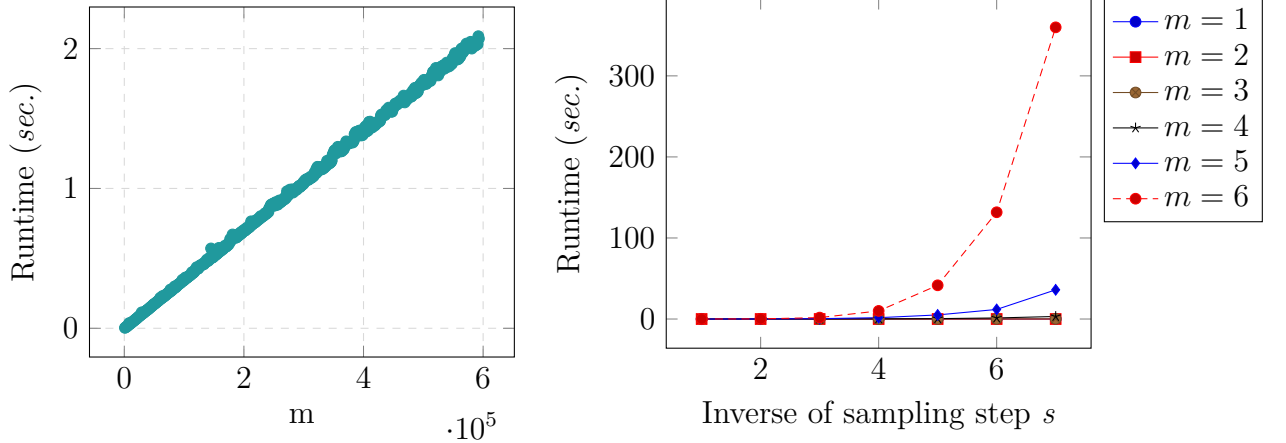 2
1
0
Runtime (sec.)
0
2
4
6
m
·10^5
300
200
100
0
Runtime (sec.)
2
4
6
Inverse of sampling step s
m = 1
m = 2
m = 3
m = 4
m = 5
m = 6